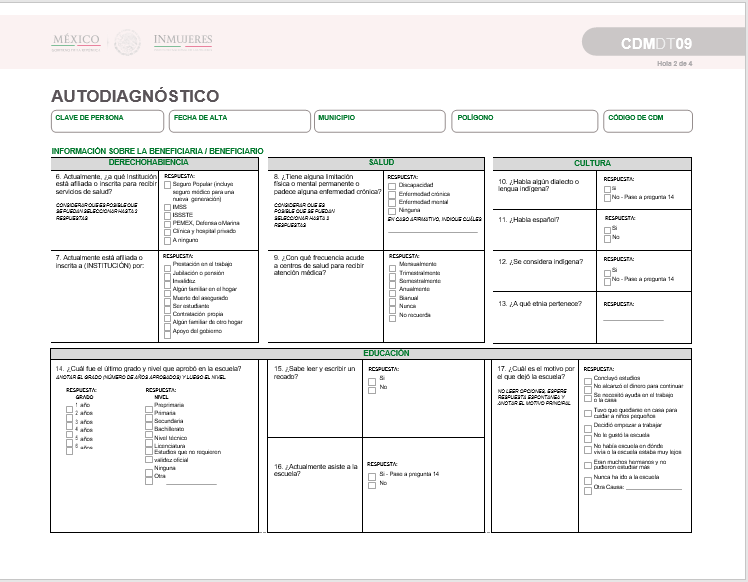 MÉXICO
INMUJERES
CDMDT09
Hoja 2 de 4
AUTODIAGNÓSTICO
CLAVE DE PERSONA
FECHA DE ALTA
MUNICIPIO
POLÍGONO
CÓDIGO DE CDM
INFORMACIÓN SOBRE LA BENEFICIARIA / BENEFICIARIO
DERECHOHABIENCIA
6. Actualmente, ¿a qué institución
está afiliada o inscrita para recibir
servicios de salud?
CONSIDERAR QUE ES POSIBLE QUE
SE PUEDAN SELECCIONAR HASTA 3
RESPUESTAS
RESPUESTA:
Seguro Popular (incluye
seguro médico para una
nueva generación)
IMSS
ISSSTE
PEMEX, Defensa o Marina
Clínica y hospital privado
A ninguno
7. Actualmente está afiliada o
inscrita a (INSTITUCIÓN) por:
RESPUESTA:
Prestación en el trabajo
Jubilación o pensión
Invalidez
Algún familiar en el hogar
Muerte del asegurado
Ser estudiante
Contratación propia
Algún familiar de otro hogar
Apoyo del gobierno
SALUD
8. ¿Tiene alguna limitación
física o mental permanente o
padece alguna enfermedad crónica?
CONSIDERAR QUE ES
POSIBLE QUE SE PUEDAN
SELECCIONAR HASTA 3
RESPUESTAS
RESPUESTA:
Discapacidad
Enfermedad crónica
Enfermedad mental
Ninguna
EN CASO AFIRMATIVO, INDIQUE CUÁLES
9. ¿Con qué frecuencia acude
a centros de salud para recibir
atención médica?
RESPUESTA:
Mensualmente
Trimestralmente
Semestralmente
Anualmente
Bianual
Nunca
No recuerda
CULTURA
10. ¿Habla algún dialecto o
lengua indígena?
RESPUESTA:
Si
No - Pase a pregunta 14
11. ¿Habla español?
RESPUESTA:
Si
No
12. ¿Se considera indígena?
RESPUESTA:
Si
No - Pase a pregunta 14
13. ¿A qué etnia pertenece?
RESPUESTA:
EDUCACIÓN
14. ¿Cuál fue el último grado y nivel que aprobó en la escuela?
ANOTAR EL GRADO (NÚMERO DE AÑOS APROBADOS) Y LUEGO EL NIVEL
RESPUESTA:
GRADO
1 año
2 años
3 años
4 años
5 años
6 años
RESPUESTA:
NIVEL
Preprimaria
Primaria
Secundaria
Bachillerato
Nivel técnico
Licenciatura
Estudios que no requieren
validez oficial
Ninguna
Otra
15. ¿Sabe leer y escribir un
recado?
RESPUESTA:
Si
No
16. ¿Actualmente asiste a la
escuela?
RESPUESTA:
Si - Pase a pregunta 14
No
17. ¿Cuál es el motivo por
el que dejó la escuela?
NO LEER OPCIONES, ESPERE
RESPUESTA ESPONTÁNEA Y
ANOTAR EL MOTIVO PRINCIPAL
RESPUESTA:
Concluyó estudios
No alcanzó el dinero para continuar
Se necesitó ayuda en el trabajo
o la casa
Tuvo que quedarse en casa para
cuidar a niños pequeños
Decidió empezar a trabajar
No le gustó la escuela
No había escuela en donde
vivía o la escuela estaba muy lejos
Eran muchos hermanos y no
pudieron estudiar más
Nunca ha ido a la escuela
Otra Causa: